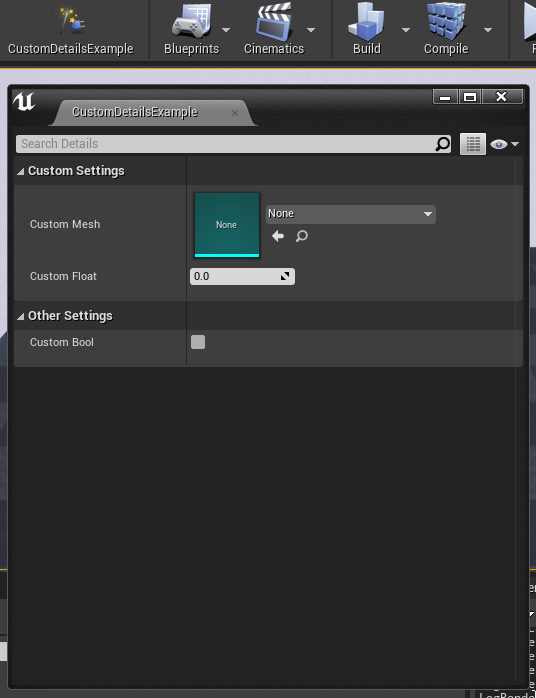 CustomDetailsExample
Blueprints
Cinematics
Build
Compile
CustomDetailsExample
Search Details
Custom Settings
Custom Mesh
None
None
Custom Float
0.0
Other Settings
Custom Bool